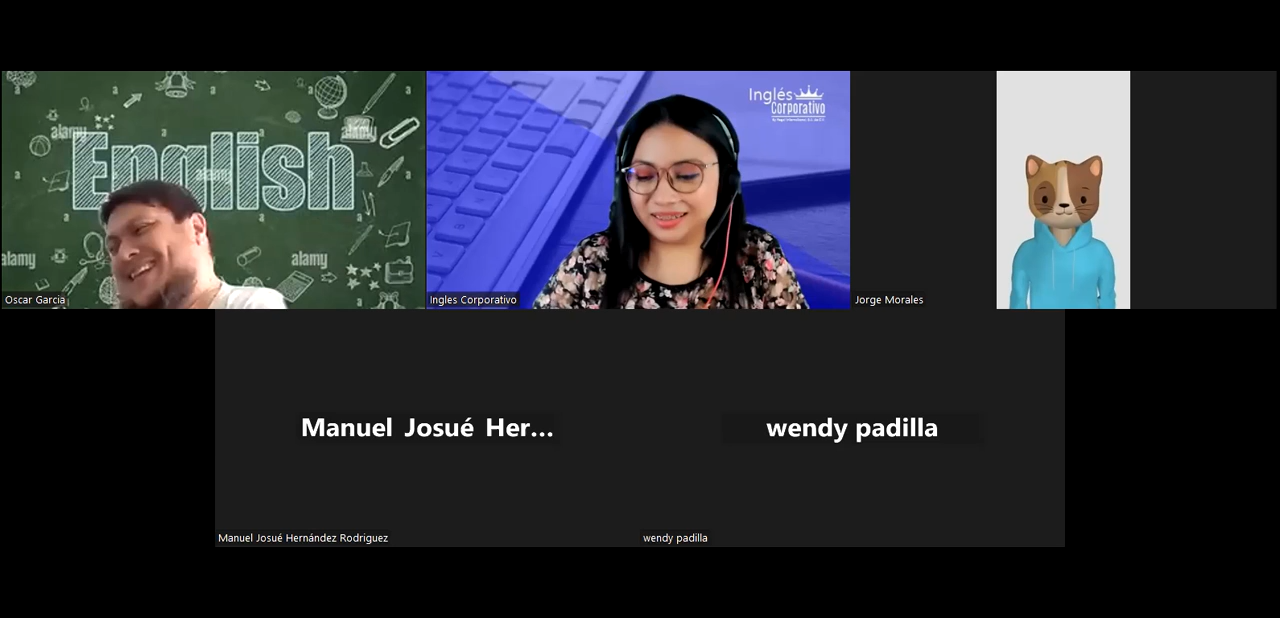 English
alamy
alamy
alamy
alamy
alamy
a
a
a
a
a
a
a
a
a
Oscar Garcia
Inglés
Corporativo
Ingles Corporativo
Jorge Morales
Manuel Josué Her...
wendy padilla
Manuel Josué Hernández Rodriguez
wendy padilla